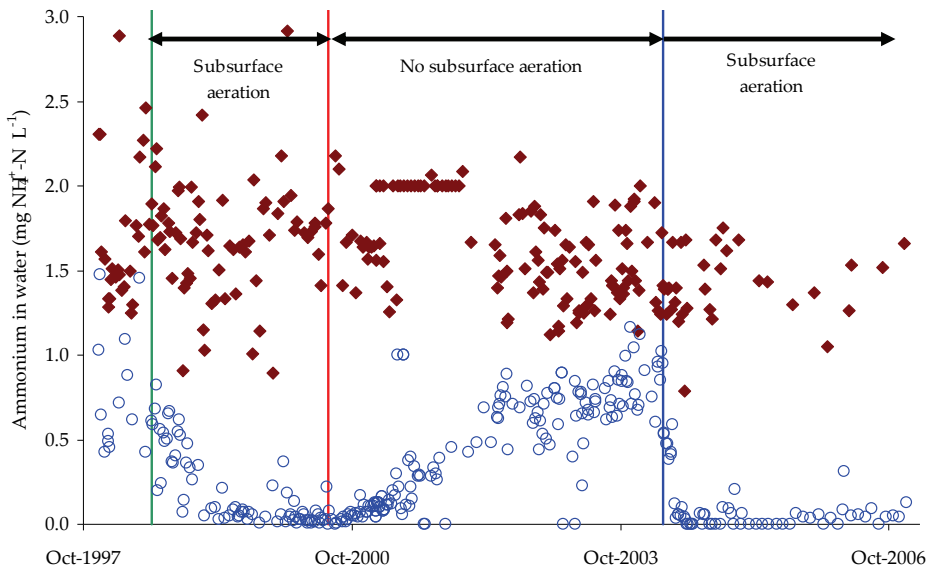 3.0
2.5
2.0
1.5
1.0
0.5
0.0
Ammonium in water (mg NH₄⁺-N L⁻¹)
Subsurface
aeration
No subsurface aeration
Subsurface
aeration
Oct-1997
Oct-2000
Oct-2003
Oct-2006